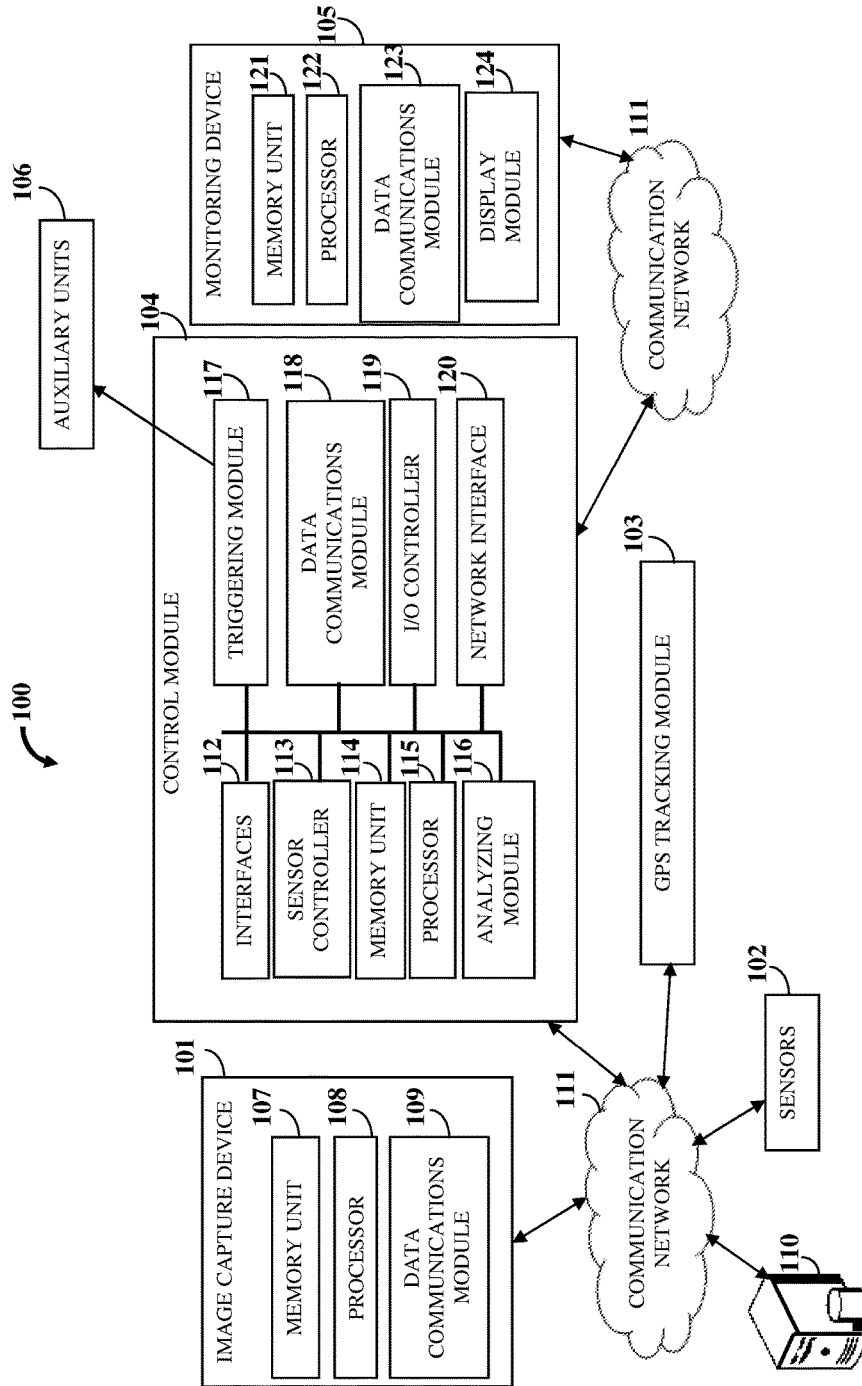 100
101
IMAGE CAPTURE DEVICE
107
MEMORY UNIT
108
PROCESSOR
109
DATA
COMMUNICATIONS
MODULE
104
CONTROL MODULE
112
INTERFACES
113
SENSOR
CONTROLLER
114
MEMORY UNIT
115
PROCESSOR
116
ANALYZING
MODULE
117
TRIGGERING MODULE
118
DATA
COMMUNICATIONS
MODULE
119
I/O CONTROLLER
120
NETWORK INTERFACE
106
AUXILIARY UNITS
105
MONITORING DEVICE
121
MEMORY UNIT
122
PROCESSOR
123
DATA
COMMUNICATIONS
MODULE
124
DISPLAY
MODULE
111
COMMUNICATION
NETWORK
103
GPS TRACKING MODULE
111
COMMUNICATION
NETWORK
102
SENSORS
110